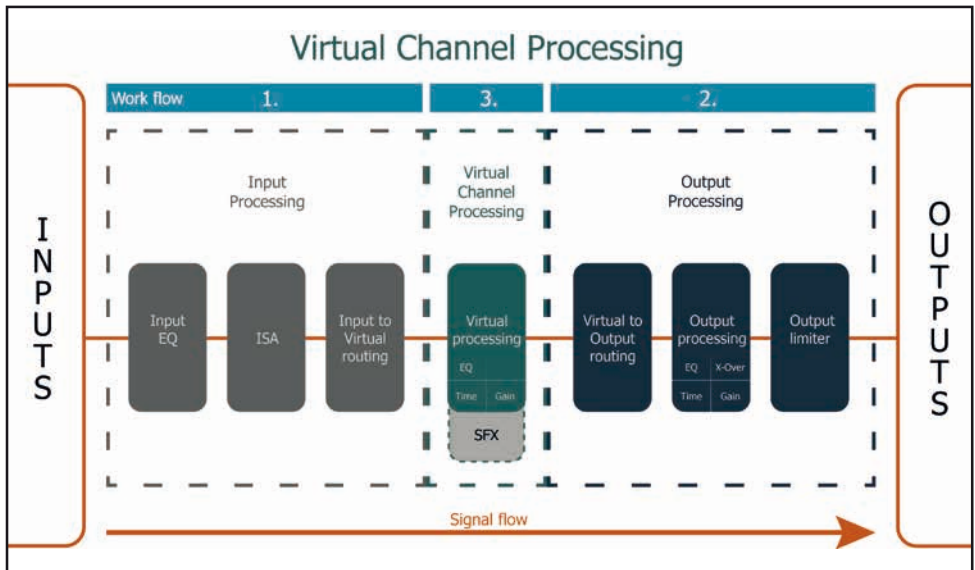 Virtual Channel Processing
Work flow 1. 3. 2.
INPUTS
Input
Processing
Virtual
Channel
Processing
Output
Processing
Input
EQ
ISA
Input to
Virtual
routing
Virtual
processing
EQ
Time Gain
SFX
Virtual to
Output
routing
Output
processing
EQ X-Over
Time Gain
Output
limiter
OUTPUTS
Signal flow